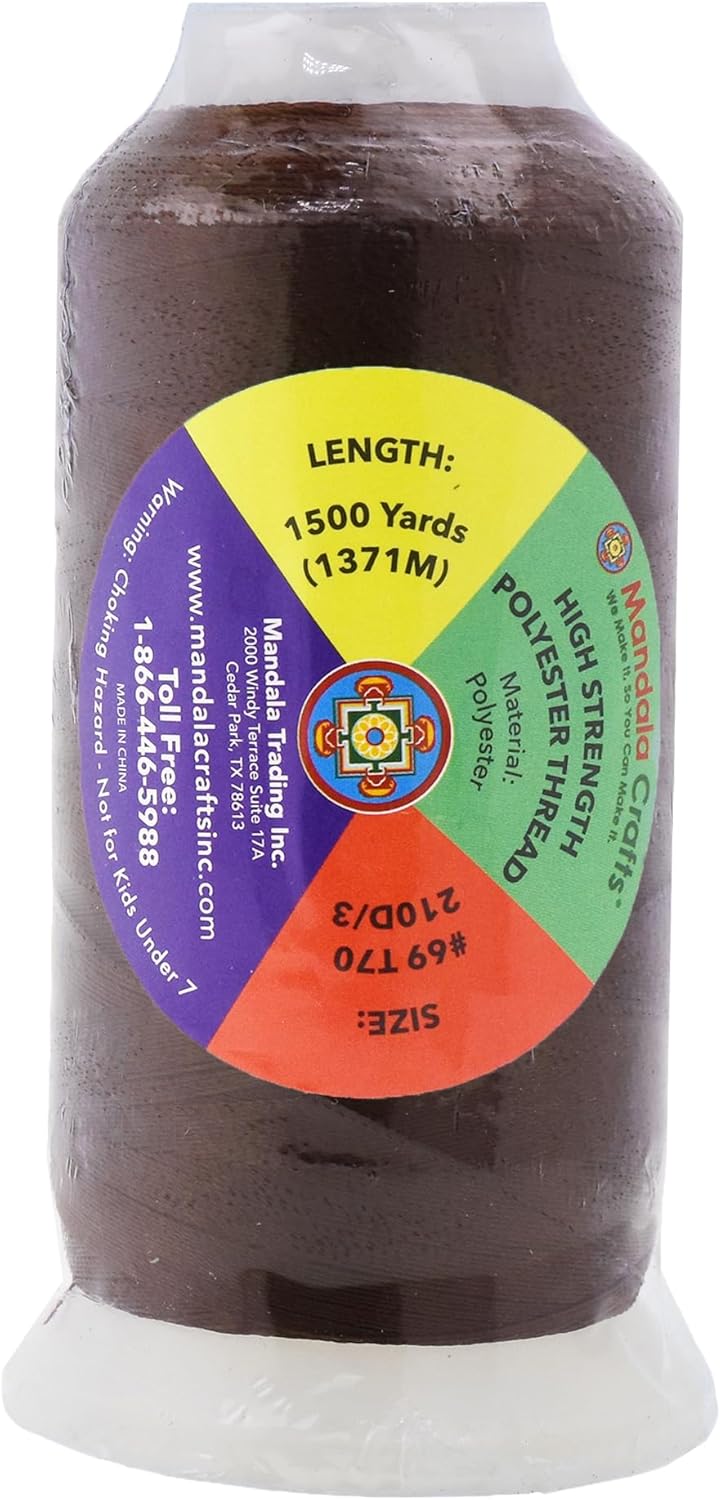 LENGTH:
1500 Yards
(1371M)
Mandala Crafts®
We Make It, So You Can Make It.
HIGH STRENGTH
POLYESTER THREAD
Material:
Polyester
SIZE:
#69 T70
210D/3
Mandala Trading Inc.
2000 Windy Terrace Suite 17A
Cedar Park, TX 78613
www.mandalacraftsinc.com
Toll Free:
1-866-446-5988
MADE IN CHINA
Warning: Choking Hazard - Not for Kids Under 7